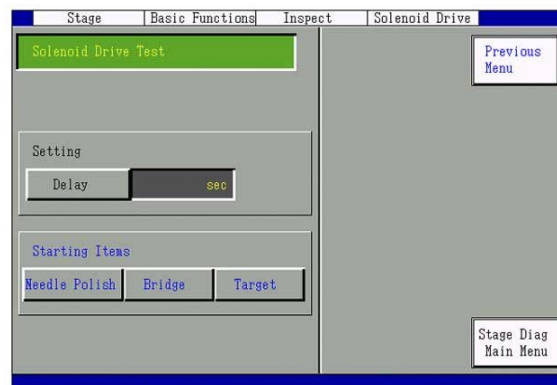 Stage Basic Functions Inspect Solenoid Drive
Solenoid Drive Test
Previous
Menu
Setting
Delay sec
Starting Items
Needle Polish Bridge Target
Stage Diag
Main Menu